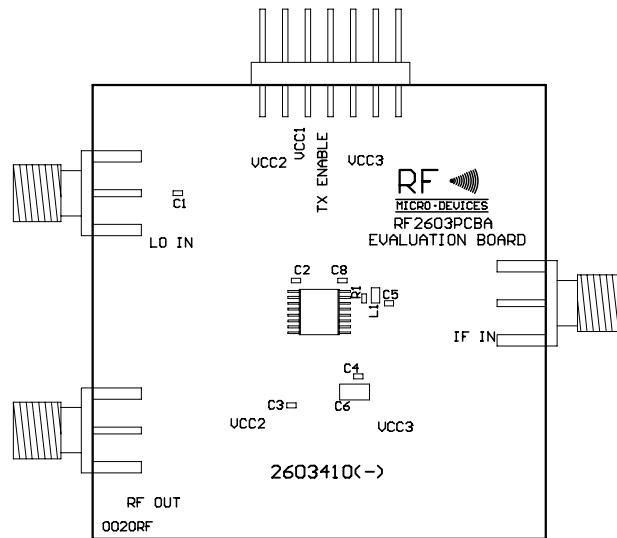 VCC1
VCC2
TX ENABLE
VCC3
RF
MICRO-DEVICES
RF2603PCBA
EVALUATION BOARD
C1
LO IN
C2
C8
R1
L1
C5
IF IN
C4
C3
C6
VCC2
VCC3
2603410(-)
RF OUT
0020RF